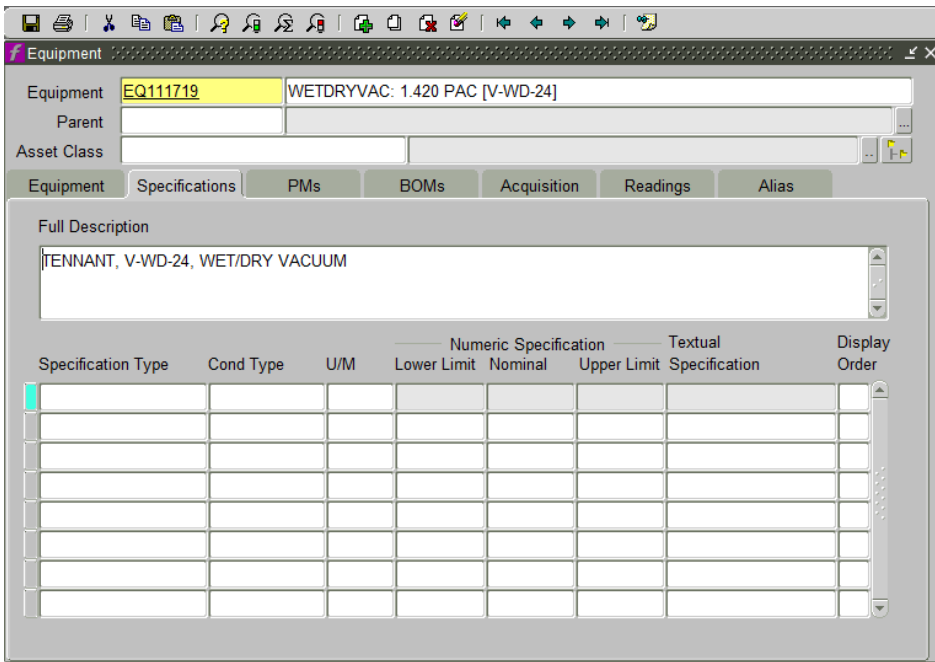 f Equipment
Equipment EQ111719 WETDRYVAC: 1.420 PAC [V-WD-24]
Parent ...
Asset Class ..
Equipment Specifications PMs BOMs Acquisition Readings Alias
Full Description
TENNANT, V-WD-24, WET/DRY VACUUM
Numeric Specification Textual Display
Specification Type Cond Type U/M Lower Limit Nominal Upper Limit Specification Order